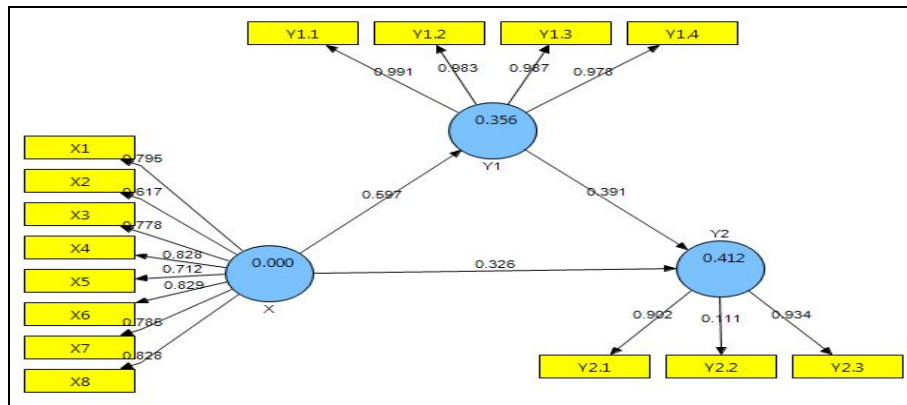 Y1.1 Y1.2 Y1.3 Y1.4
0.991 0.983 0.987 0.978
0.356
Y1
X1
0.795
X2
0.617
X3
0.778
X4
0.828
X5
0.712
X6
0.829
X7
0.785
X8
0.828
0.000
X
0.597
0.391
0.326
Y2
0.412
0.902 0.111 0.934
Y2.1 Y2.2 Y2.3